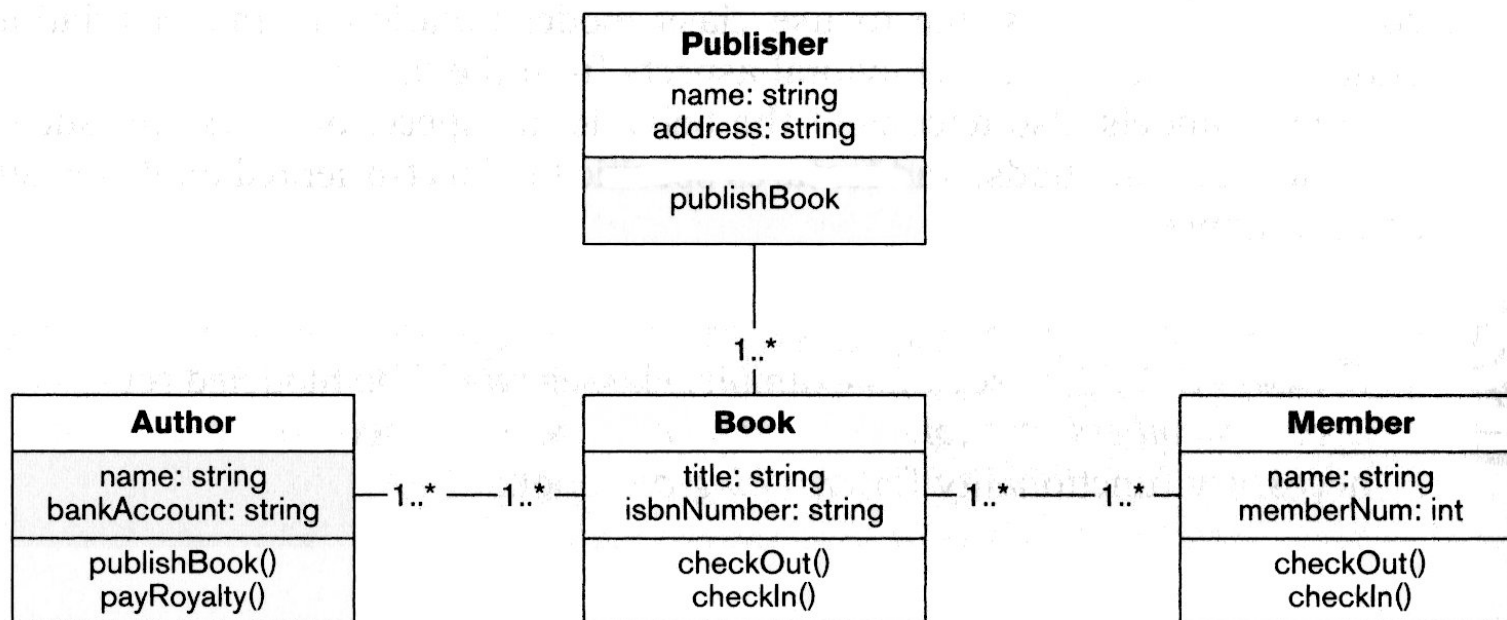 Publisher
name: string
address: string
publishBook
1..*
Author
name: string
bankAccount: string
publishBook()
payRoyalty()
1..* 1..*
Book
title: string
isbnNumber: string
checkOut()
checkIn()
1..* 1..*
Member
name: string
memberNum: int
checkOut()
checkIn()